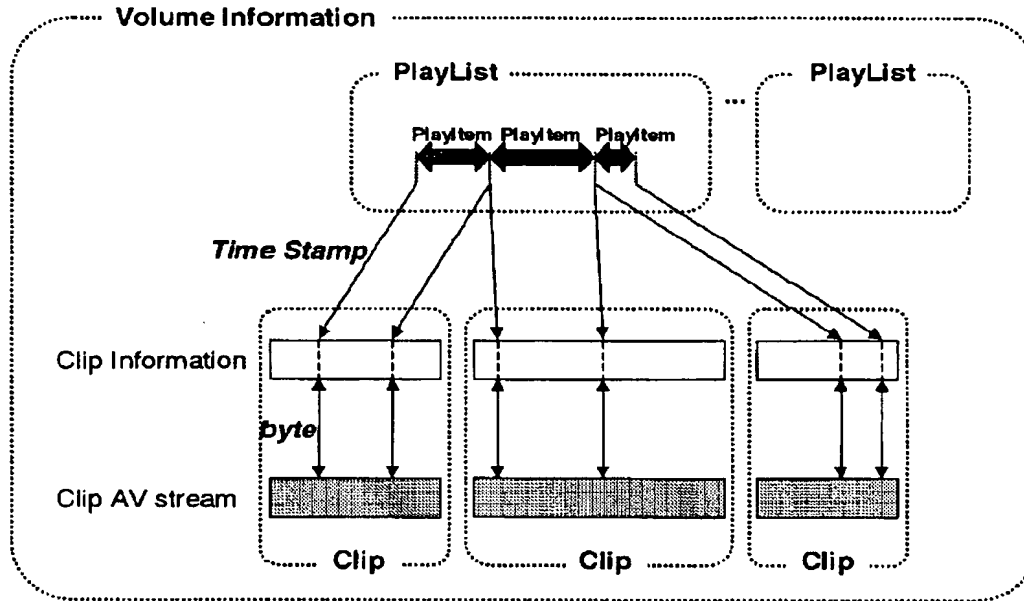 Volume Information
PlayList
...
PlayList
PlayItem PlayItem PlayItem
Time Stamp
Clip Information
byte
Clip AV stream
Clip
Clip
Clip